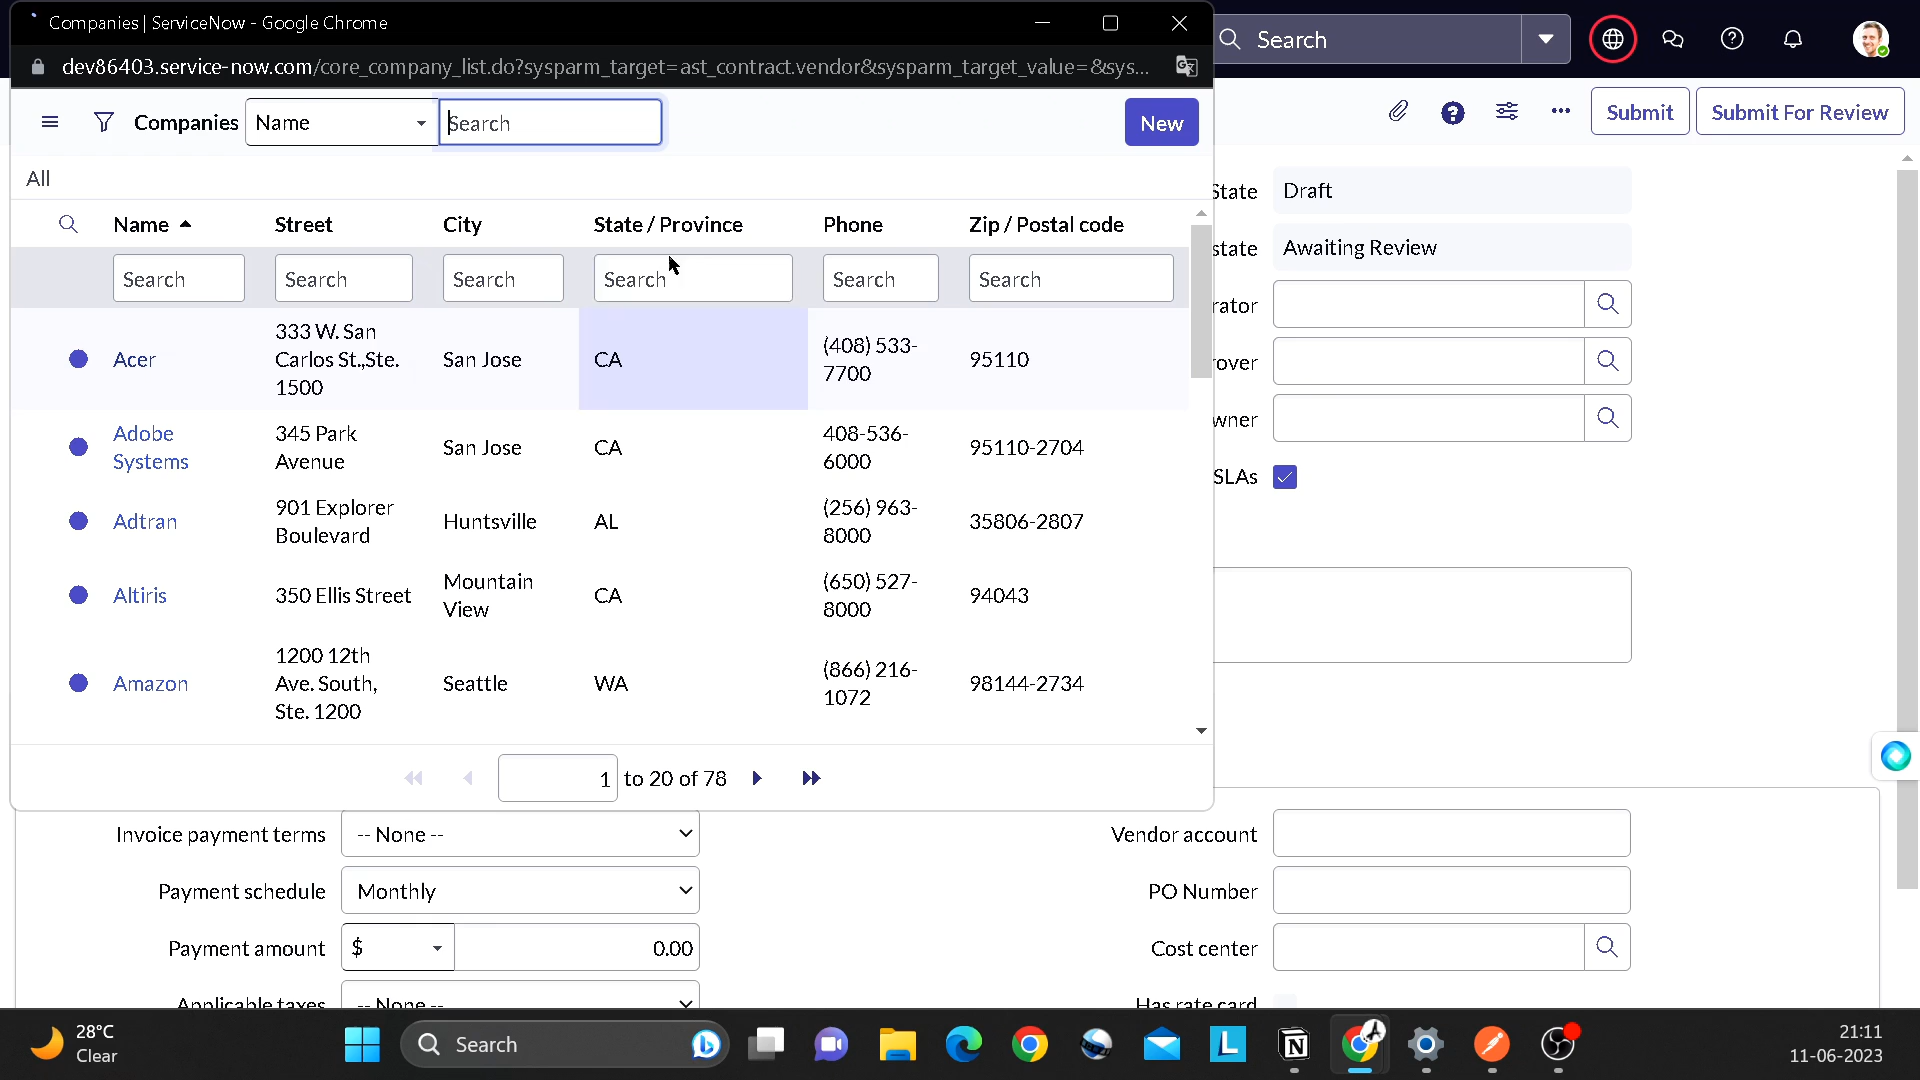 Companies | ServiceNow - Google Chrome
dev86403.service-now.com/core_company_list.do?sysparm_target=ast_contract.vendor&sysparm_target_value=&sys...
Search
Companies Name Search New
Submit Submit For Review
All
Name Street City State / Province Phone Zip / Postal code
Search Search Search Search Search Search
Acer
333 W. San
Carlos St.,Ste.
1500
San Jose
CA
(408) 533-
7700
95110
Adobe
Systems
345 Park
Avenue
San Jose
CA
408-536-
6000
95110-2704
Adtran
901 Explorer
Boulevard
Huntsville
AL
(256) 963-
8000
35806-2807
Altiris
350 Ellis Street
Mountain
View
CA
(650) 527-
8000
94043
Amazon
1200 12th
Ave. South,
Ste. 1200
Seattle
WA
(866) 216-
1072
98144-2734
1 to 20 of 78
State Draft
state Awaiting Review
rator
rover
wner
SLAs
Invoice payment terms -- None --
Vendor account
Payment schedule Monthly
PO Number
Payment amount $ 0.00
Cost center
Applicable taxes -- None --
Has rate card
28°C
Clear
Search
21:11
11-06-2023